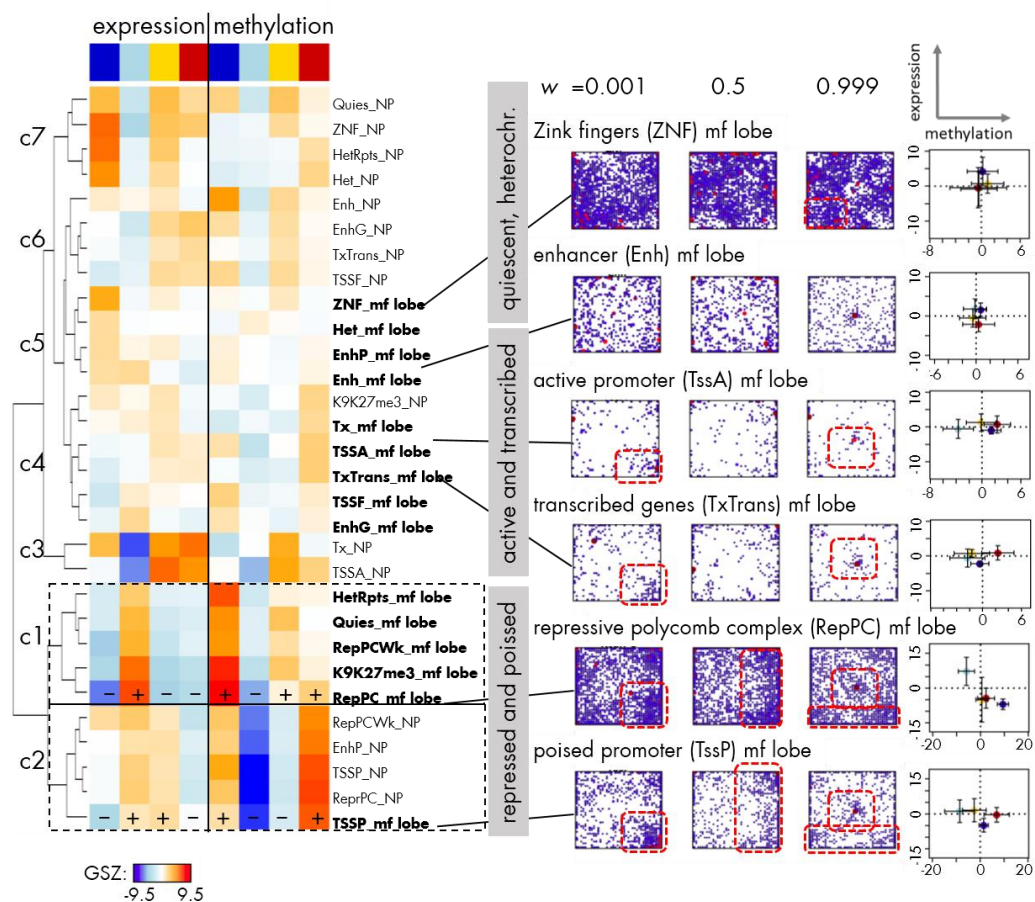 expression methylation
c7
c6
c5
c4
c3
c1
c2
Quies_NP
ZNF_NP
HetRpts_NP
Het_NP
Enh_NP
EnhG_NP
TxTrans_NP
TSSF_NP
ZNF_mf lobe
Het_mf lobe
EnhP_mf lobe
Enh_mf lobe
K9K27me3_NP
Tx_mf lobe
TSSA_mf lobe
TxTrans_mf lobe
TSSF_mf lobe
EnhG_mf lobe
Tx_NP
TSSA_NP
HetRpts_mf lobe
Quies_mf lobe
RepPCWk_mf lobe
K9K27me3_mf lobe
− + − − + − + + RepPC_mf lobe
RepPCWk_NP
EnhP_NP
TSSP_NP
ReprPC_NP
− + + − + − − + TSSP_mf lobe
GSZ:
-9.5 9.5
quiescent, heterochr.
active and transcribed
repressed and poissed
w =0.001 0.5 0.999
expression
methylation
Zink fingers (ZNF) mf lobe
10
0
-10
-8 0 6
enhancer (Enh) mf lobe
10
0
-10
-6 0 6
active promoter (TssA) mf lobe
10
0
-10
-8 0 6
transcribed genes (TxTrans) mf lobe
10
0
-10
-10 0 10
repressive polycomb complex (RepPC) mf lobe
15
0
-15
-20 0 20
poised promoter (TssP) mf lobe
15
0
-15
-20 0 20